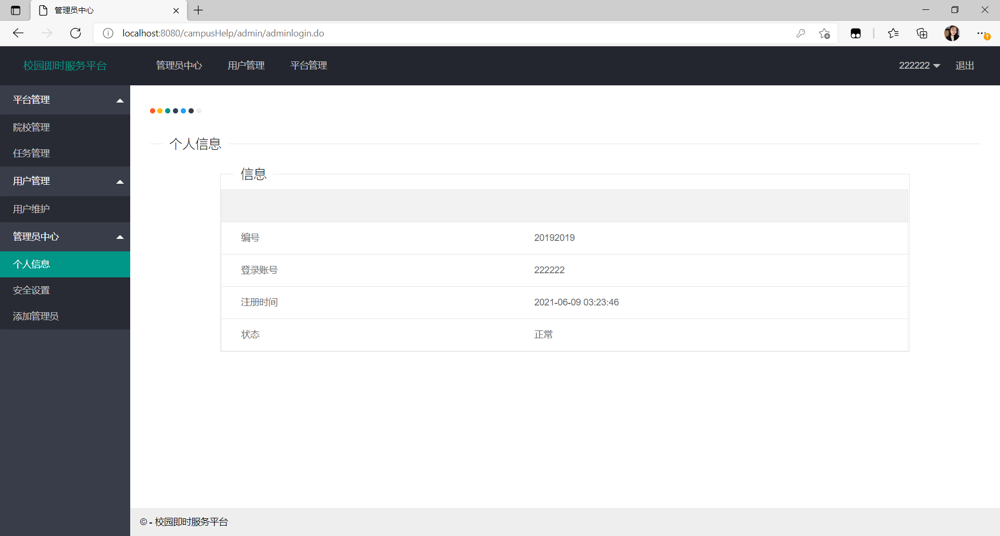 管理员中心
localhost:8080/campusHelp/admin/adminlogin.do
校园即时服务平台 管理员中心 用户管理 平台管理 222222 退出
平台管理
院校管理
任务管理
用户管理
用户维护
管理员中心
个人信息
安全设置
添加管理员
个人信息
信息
编号 20192019
登录账号 222222
注册时间 2021-06-09 03:23:46
状态 正常
© - 校园即时服务平台